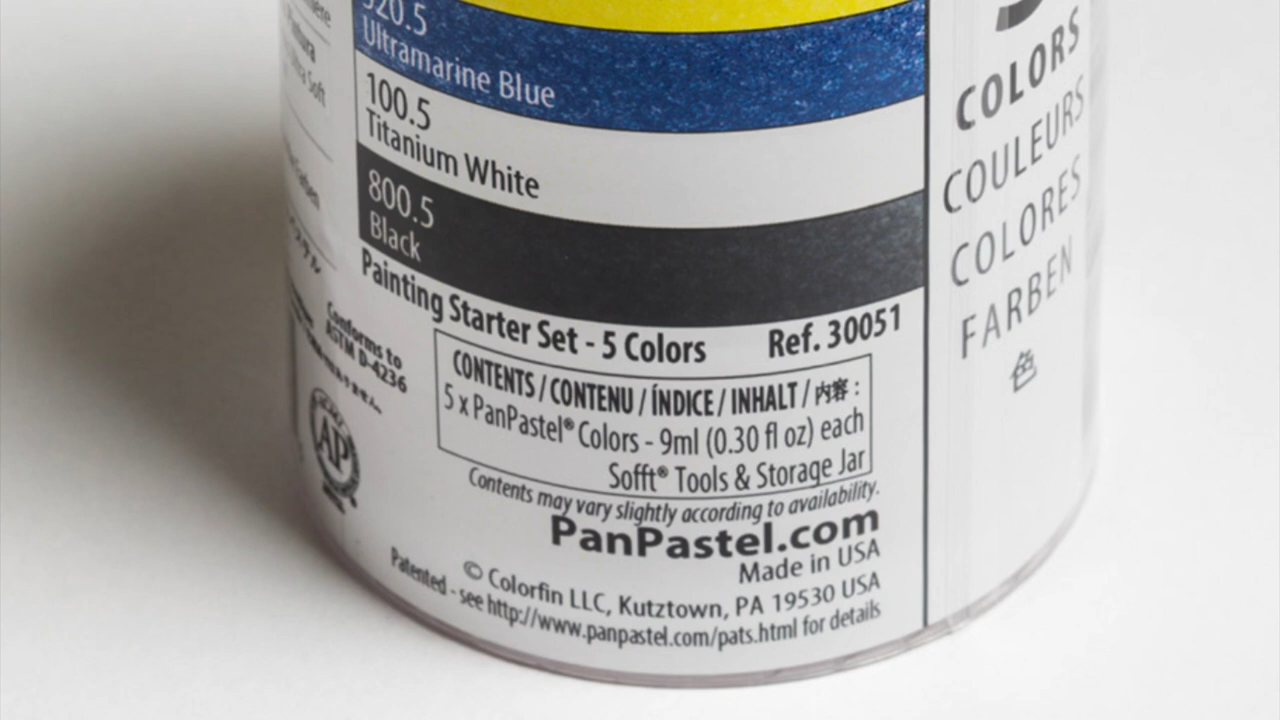 520.5
Ultramarine Blue
100.5
Titanium White
800.5
Black
Painting Starter Set - 5 Colors
Ref. 30051
CONTENTS / CONTENU / ÍNDICE / INHALT / 内容 :
5 x PanPastel® Colors - 9ml (0.30 fl oz) each
Sofft® Tools & Storage Jar
Contents may vary slightly according to availability.
PanPastel.com
Made in USA
© Colorfin LLC, Kutztown, PA 19530 USA
Patented - see http://www.panpastel.com/pats.html for details
Conforms to
ASTM D-4236
AP
COLORS
COULEURS
COLORES
FARBEN
色